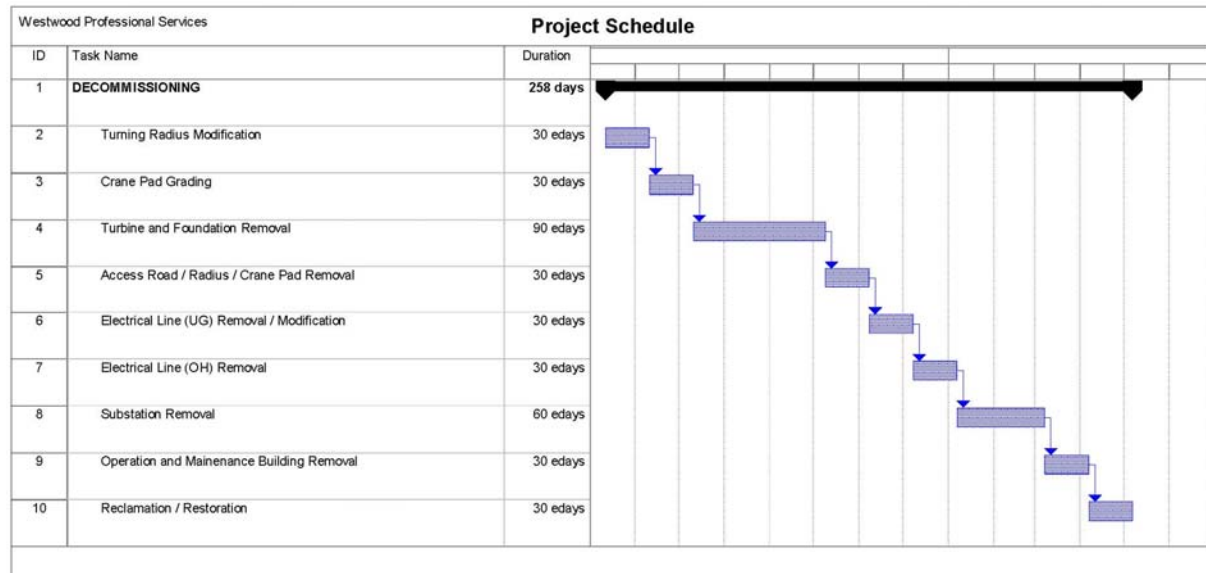 Westwood Professional Services
Project Schedule
ID Task Name Duration
1 DECOMMISSIONING 258 days
2 Turning Radius Modification 30 edays
3 Crane Pad Grading 30 edays
4 Turbine and Foundation Removal 90 edays
5 Access Road / Radius / Crane Pad Removal 30 edays
6 Electrical Line (UG) Removal / Modification 30 edays
7 Electrical Line (OH) Removal 30 edays
8 Substation Removal 60 edays
9 Operation and Mainenance Building Removal 30 edays
10 Reclamation / Restoration 30 edays